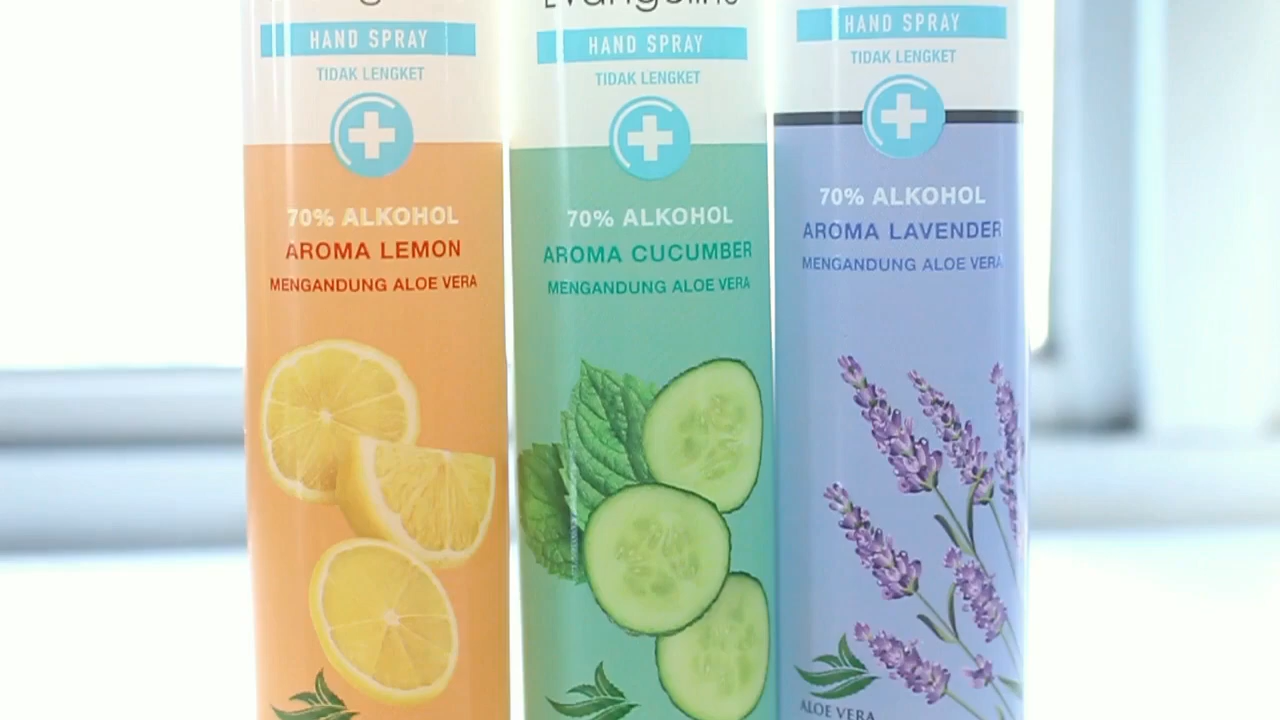 HAND SPRAY
TIDAK LENGKET
70% ALKOHOL
AROMA LEMON
MENGANDUNG ALOE VERA
Evangeline
HAND SPRAY
TIDAK LENGKET
70% ALKOHOL
AROMA CUCUMBER
MENGANDUNG ALOE VERA
HAND SPRAY
TIDAK LENGKET
70% ALKOHOL
AROMA LAVENDER
MENGANDUNG ALOE VERA
ALOE VERA